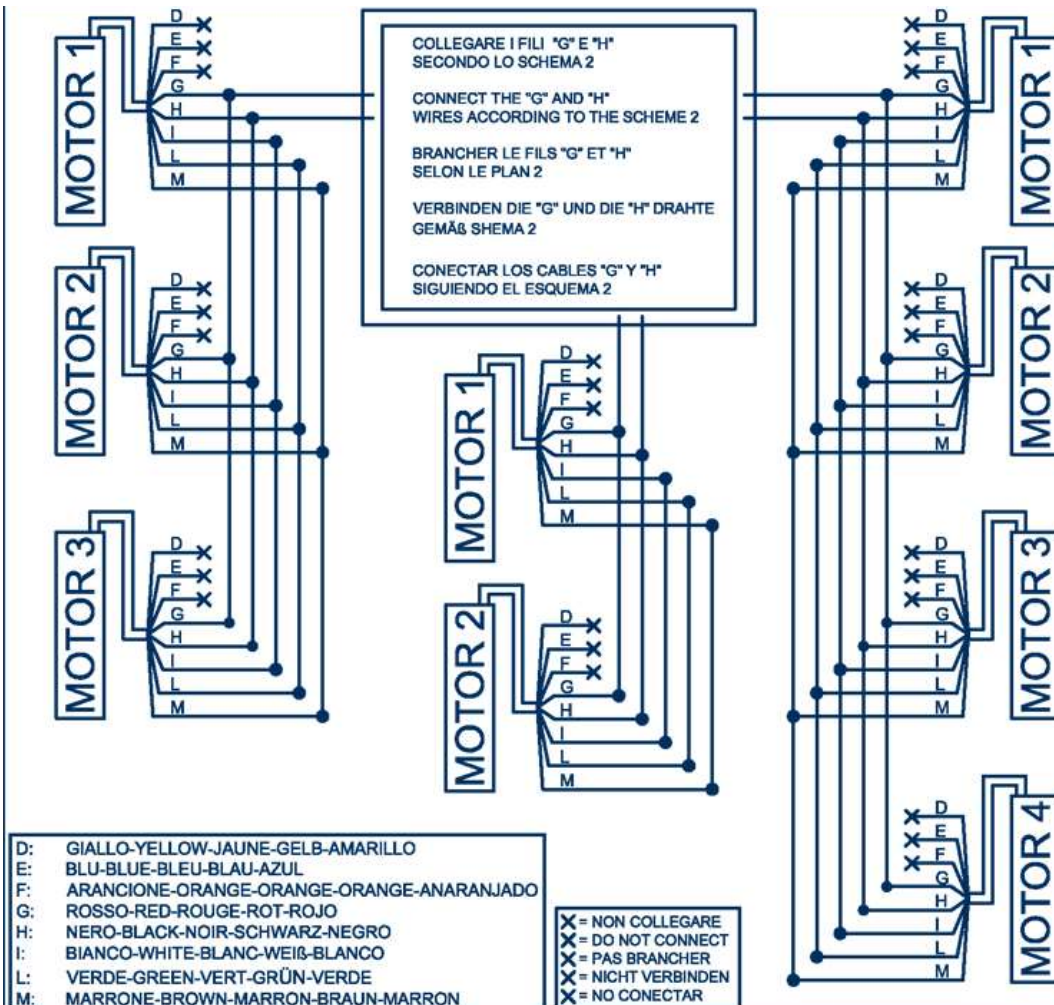 COLLEGARE I FILI "G" E "H"
SECONDO LO SCHEMA 2
CONNECT THE "G" AND "H"
WIRES ACCORDING TO THE SCHEME 2
BRANCHER LE FILS "G" ET "H"
SELON LE PLAN 2
VERBINDEN DIE "G" UND DIE "H" DRAHTE
GEMÄß SHEMA 2
CONECTAR LOS CABLES "G" Y "H"
SIGUIENDO EL ESQUEMA 2
MOTOR 1
D
E
F
G
H
I
L
M
MOTOR 2
D
E
F
G
H
I
L
M
MOTOR 3
D
E
F
G
H
I
L
M
MOTOR 1
D
E
F
G
H
I
L
M
MOTOR 2
D
E
F
G
H
I
L
M
MOTOR 1
D
E
F
G
H
I
L
M
MOTOR 2
D
E
F
G
H
I
L
M
MOTOR 3
D
E
F
G
H
I
L
M
MOTOR 4
D
E
F
G
H
I
L
M
D: GIALLO-YELLOW-JAUNE-GELB-AMARILLO
E: BLU-BLUE-BLEU-BLAU-AZUL
F: ARANCIONE-ORANGE-ORANGE-ORANGE-ANARANJADO
G: ROSSO-RED-ROUGE-ROT-ROJO
H: NERO-BLACK-NOIR-SCHWARZ-NEGRO
I: BIANCO-WHITE-BLANC-WEIß-BLANCO
L: VERDE-GREEN-VERT-GRÜN-VERDE
M: MARRONE-BROWN-MARRON-BRAUN-MARRON
X = NON COLLEGARE
X = DO NOT CONNECT
X = PAS BRANCHER
X = NICHT VERBINDEN
X = NO CONECTAR